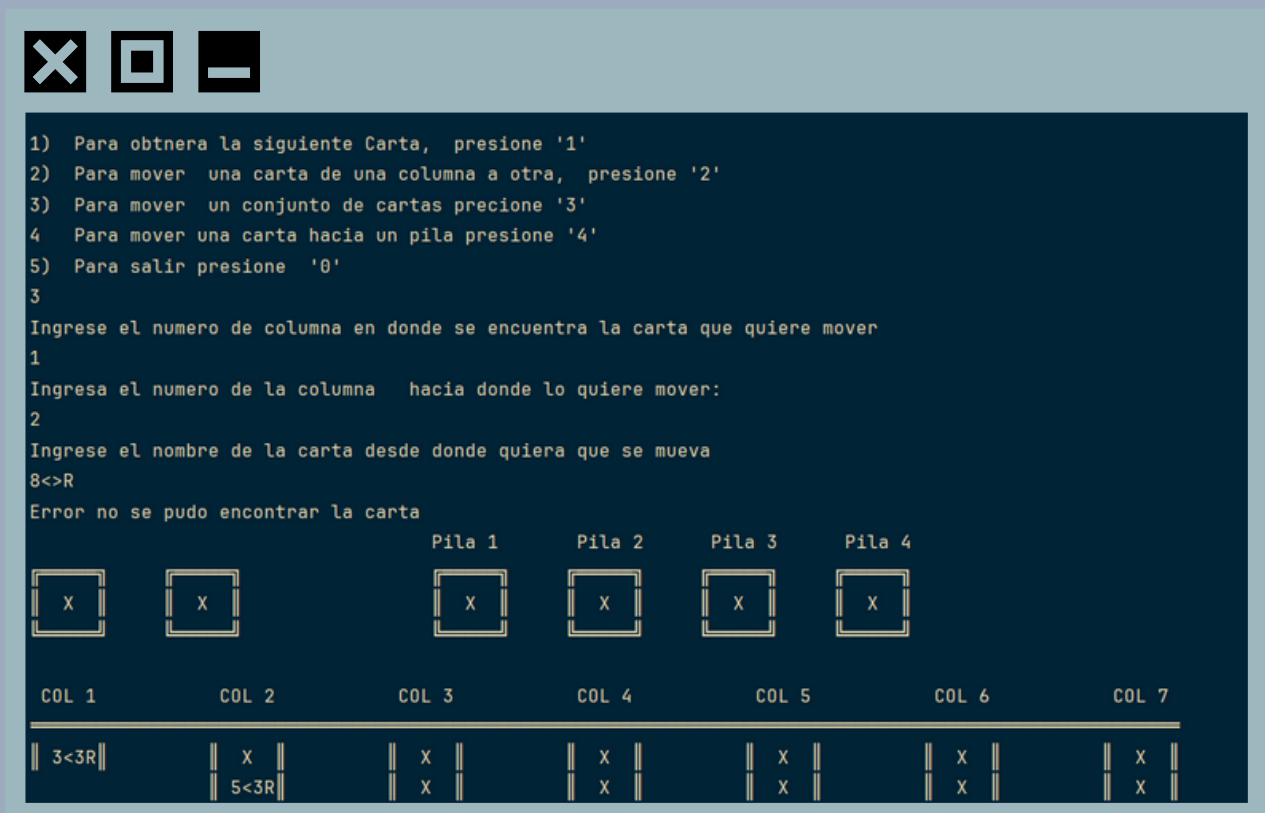 1)  Para obtnera la siguiente Carta,  presione '1'
2)  Para mover  una carta de una columna a otra,  presione '2'
3)  Para mover  un conjunto de cartas precione '3'
4   Para mover una carta hacia un pila presione '4'
5)  Para salir presione  '0'
3
Ingrese el numero de columna en donde se encuentra la carta que quiere mover
1
Ingresa el numero de la columna   hacia donde lo quiere mover:
2
Ingrese el nombre de la carta desde donde quiera que se mueva
8<>R
Error no se pudo encontrar la carta
Pila 1 Pila 2 Pila 3 Pila 4
X X X X X X
COL 1 COL 2 COL 3 COL 4 COL 5 COL 6 COL 7
3<3R X X X X X X
5<3R X X X X X